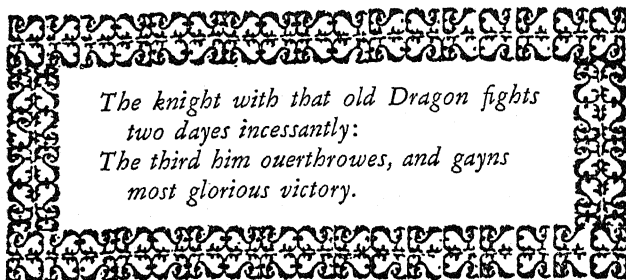 The knight with that old Dragon fights
two dayes incessantly:
The third him ouerthrowes, and gayns
most glorious victory.